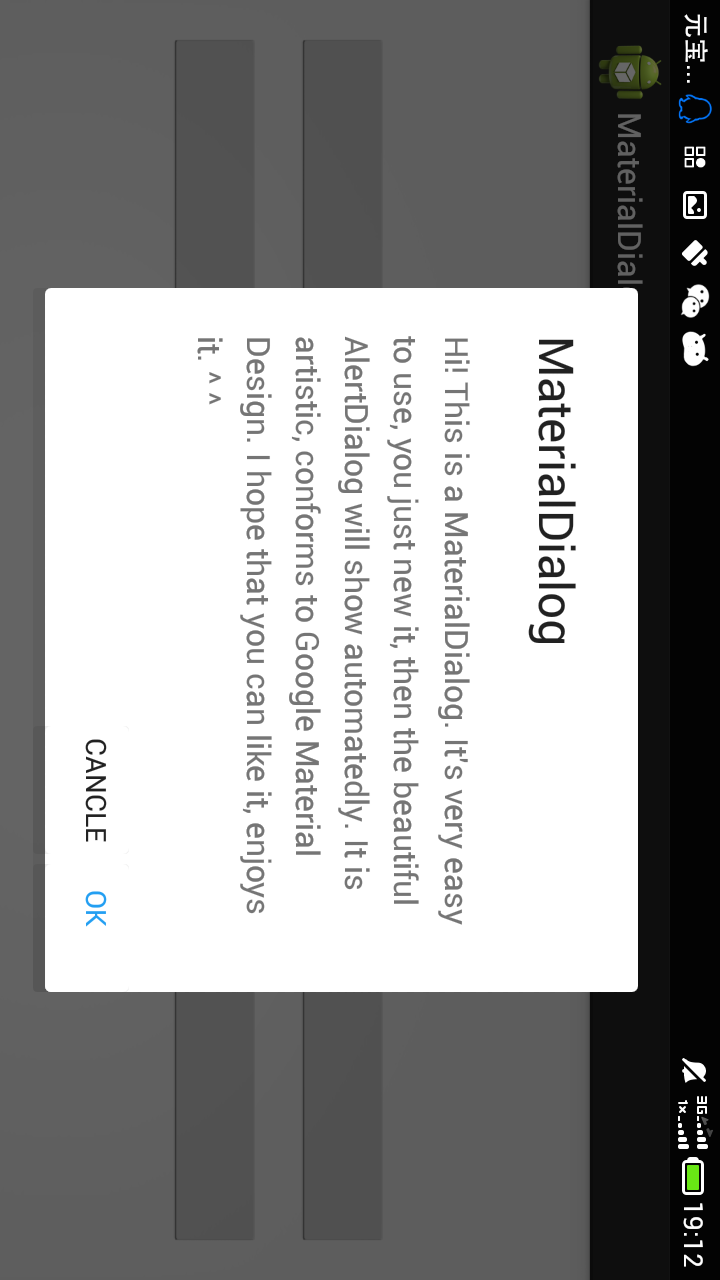 元宝...
3G
1×
19:12
MaterialDial
MaterialDialog
Hi! This is a MaterialDialog. It's very easy
to use, you just new it, then the beautiful
AlertDialog will show automatedly. It is
artistic, conforms to Google Material
Design. I hope that you can like it, enjoys
it. ^ ^
CANCLE OK